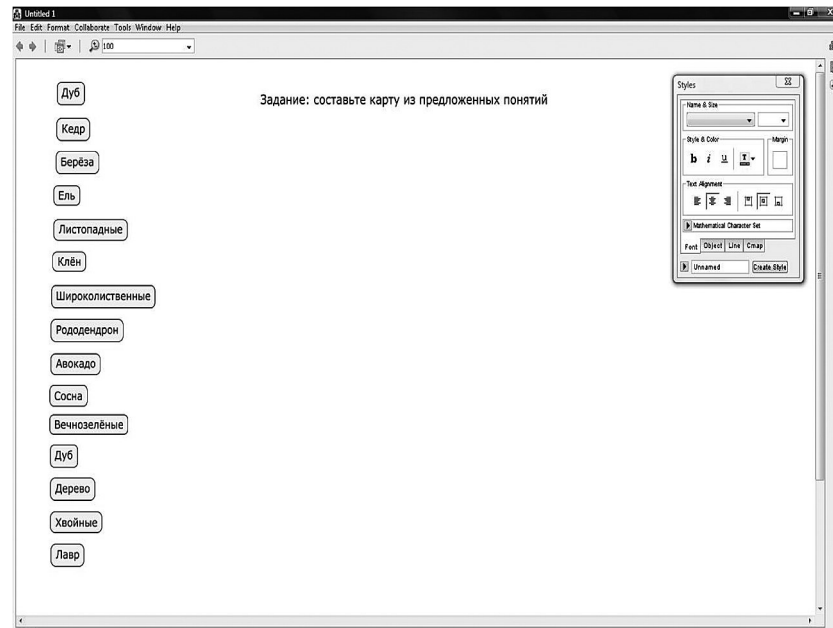 Untitled 1
File Edit Format Collaborate Tools Window Help
100
Задание: составьте карту из предложенных понятий
Дуб
Кедр
Берёза
Ель
Листопадные
Клён
Широколиственные
Рододендрон
Авокадо
Сосна
Вечнозелёные
Дуб
Дерево
Хвойные
Лавр
Styles
Name & Size
Style & Color
Margin
b i u T
Text Alignment
Mathematical Character Set
Font Object Line Cmap
Unnamed Create Style